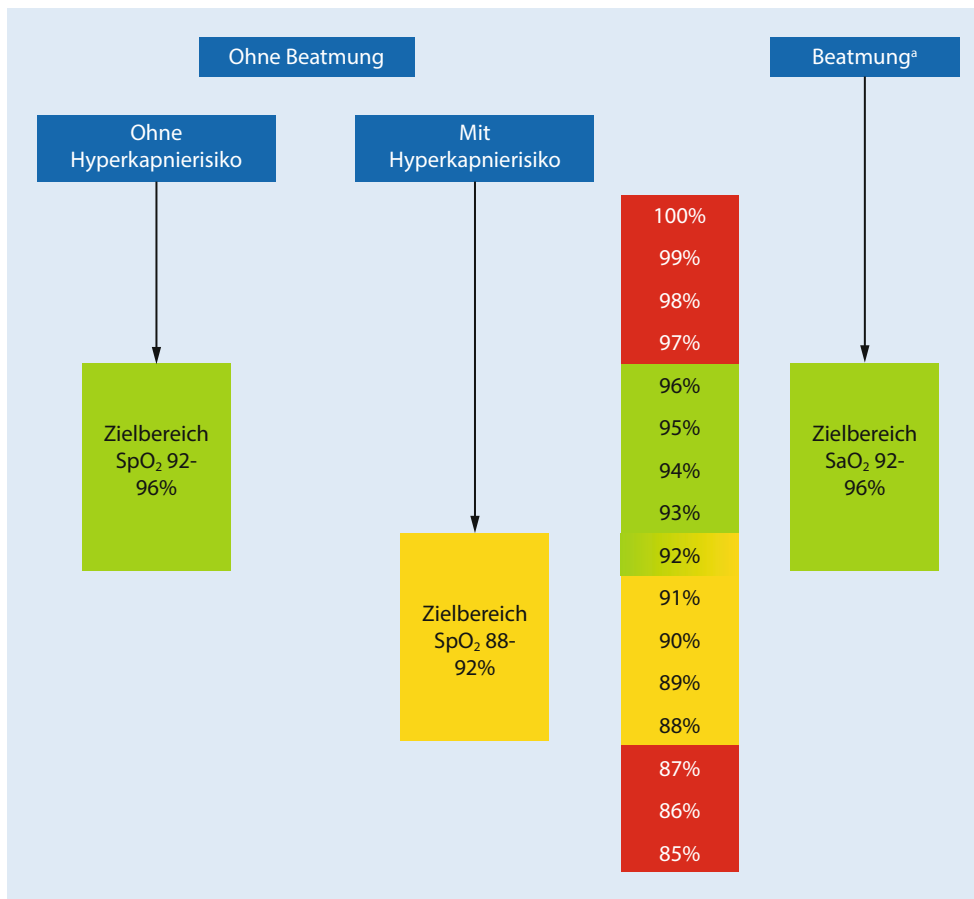 Ohne Beatmung
Beatmungᵃ
Ohne
Hyperkapnierisiko
Mit
Hyperkapnierisiko
100%
99%
98%
97%
96%
95%
94%
93%
92%
91%
90%
89%
88%
87%
86%
85%
Zielbereich
SpO₂ 92-
96%
Zielbereich
SpO₂ 88-
92%
Zielbereich
SaO₂ 92-
96%